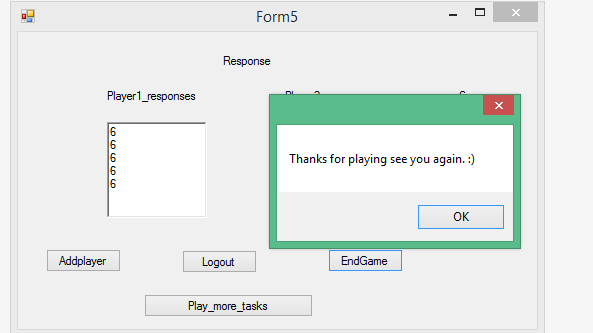 Form5
Response
Player1_responses
Thanks for playing see you again. :)
6
6
6
6
6
OK
Addplayer
Logout
EndGame
Play_more_tasks